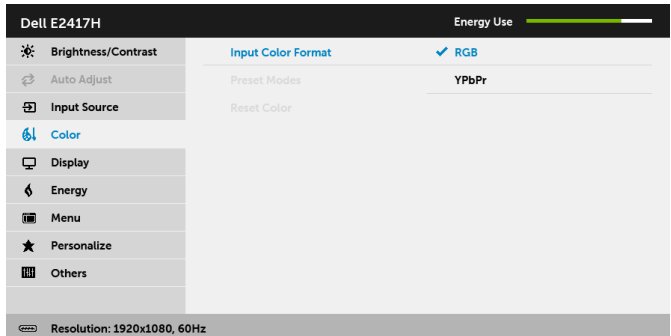 Dell E2417H Energy Use
Brightness/Contrast Input Color Format RGB
Auto Adjust Preset Modes YPbPr
Input Source Reset Color
Color
Display
Energy
Menu
Personalize
Others
Resolution: 1920x1080, 60Hz